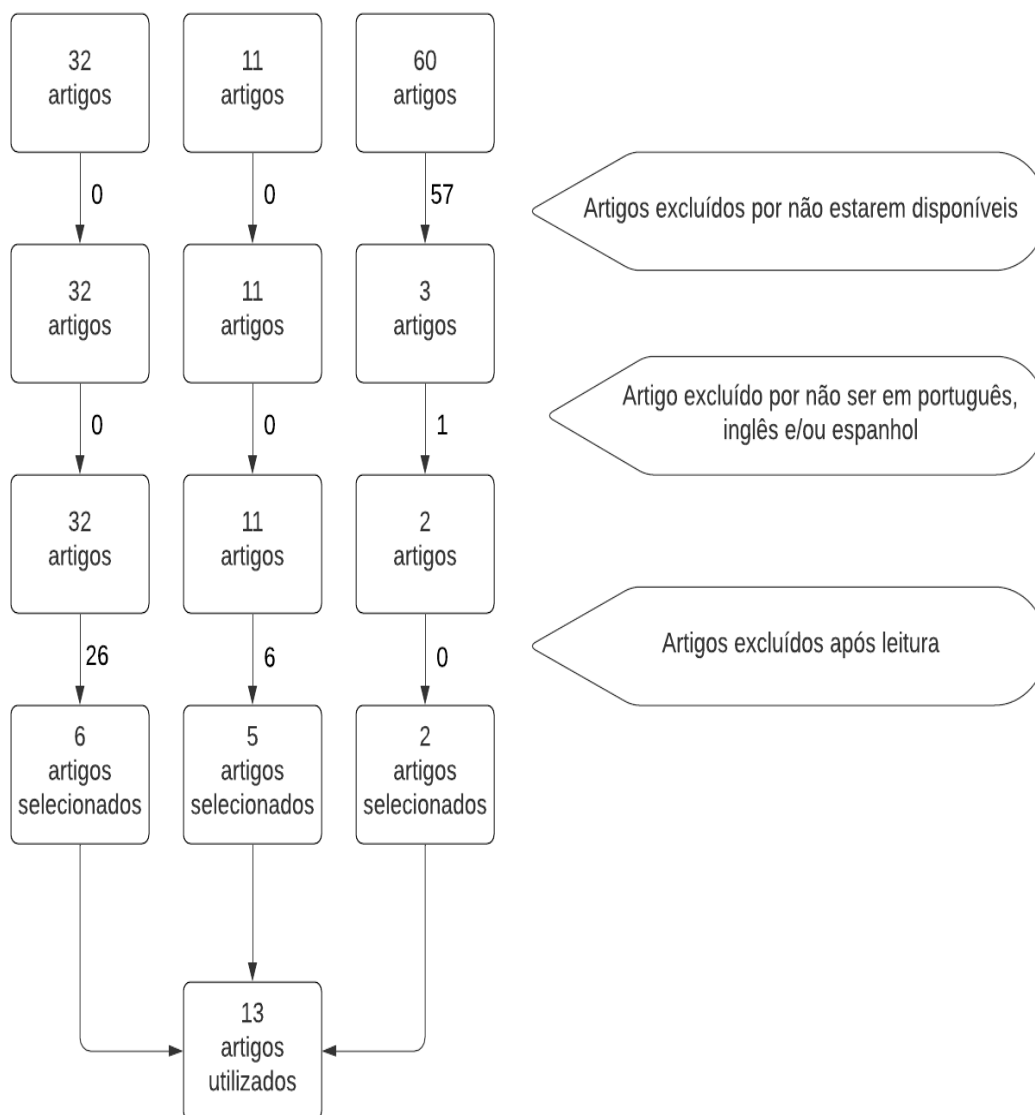 32
artigos
11
artigos
60
artigos
0
0
57
Artigos excluídos por não estarem disponíveis
32
artigos
11
artigos
3
artigos
0
0
1
Artigo excluído por não ser em português,
inglês e/ou espanhol
32
artigos
11
artigos
2
artigos
26
6
0
Artigos excluídos após leitura
6
artigos
selecionados
5
artigos
selecionados
2
artigos
selecionados
13
artigos
utilizados